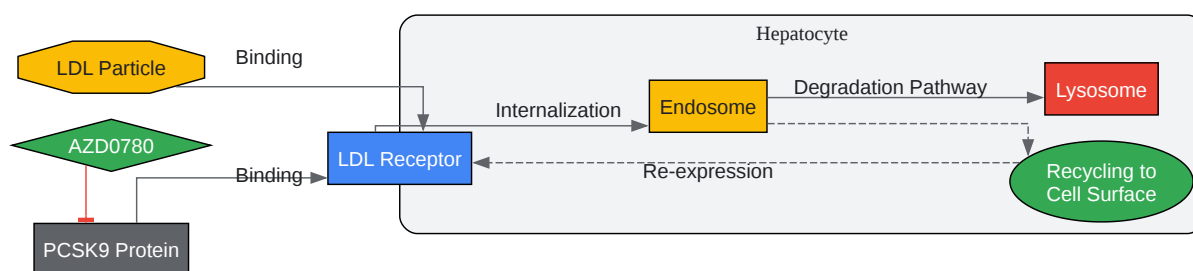 Hepatocyte
LDL Particle
Binding
Endosome
Degradation Pathway
Lysosome
Internalization
AZD0780
LDL Receptor
Binding
Re-expression
Recycling to
Cell Surface
PCSK9 Protein